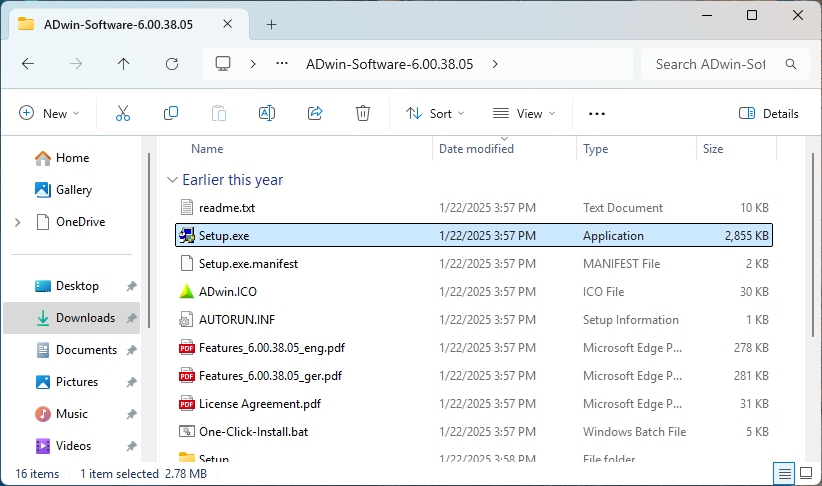 ADwin-Software-6.00.38.05
ADwin-Software-6.00.38.05
Search ADwin-Sof
New
Sort
View
Details
Name Date modified Type Size
Home
Gallery
OneDrive
Desktop
Downloads
Documents
Pictures
Music
Videos
Earlier this year
readme.txt 1/22/2025 3:57 PM Text Document 10 KB
Setup.exe 1/22/2025 3:57 PM Application 2,855 KB
Setup.exe.manifest 1/22/2025 3:57 PM MANIFEST File 2 KB
ADwin.ICO 1/22/2025 3:57 PM ICO File 30 KB
AUTORUN.INF 1/22/2025 3:57 PM Setup Information 1 KB
PDF Features_6.00.38.05_eng.pdf 1/22/2025 3:57 PM Microsoft Edge P... 278 KB
PDF Features_6.00.38.05_ger.pdf 1/22/2025 3:57 PM Microsoft Edge P... 281 KB
PDF License Agreement.pdf 1/22/2025 3:57 PM Microsoft Edge P... 31 KB
One-Click-Install.bat 1/22/2025 3:57 PM Windows Batch File 5 KB
Setup 1/22/2025 3:58 PM File folder
16 items 1 item selected 2.78 MB